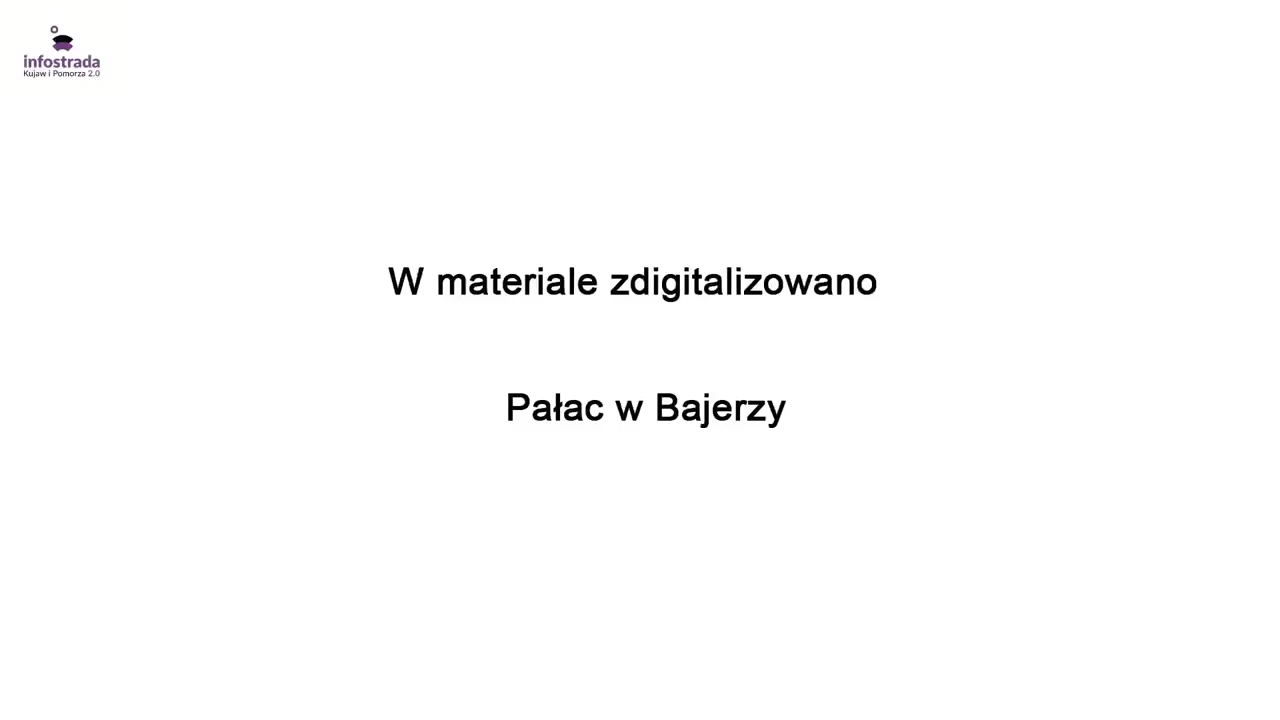 infostrada
Kujaw i Pomorza 2.0
W materiale zdigitalizowano
Pałac w Bajerzy